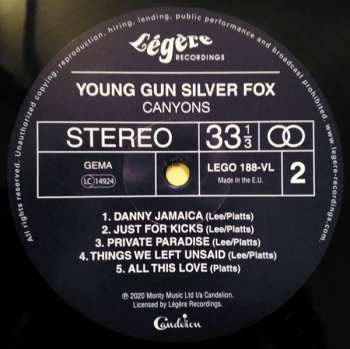 Unauthorized copying, reproduction, hiring, lending, public performance and broadcasting prohibited.
All rights reserved.
www.legere-recordings.com
Légère
RECORDINGS
YOUNG GUN SILVER FOX
CANYONS
STEREO
33 1/3
GEMA
LC 14924
LEGO 188-VL
Made in the E.U.
2
1. DANNY JAMAICA (Lee/Platts)
2. JUST FOR KICKS (Lee/Platts)
3. PRIVATE PARADISE (Lee/Platts)
4. THINGS WE LEFT UNSAID (Lee/Platts)
5. ALL THIS LOVE (Platts)
℗ 2020 Monty Music Ltd t/a Candelion.
Licensed by Légère Recordings.
Candelion